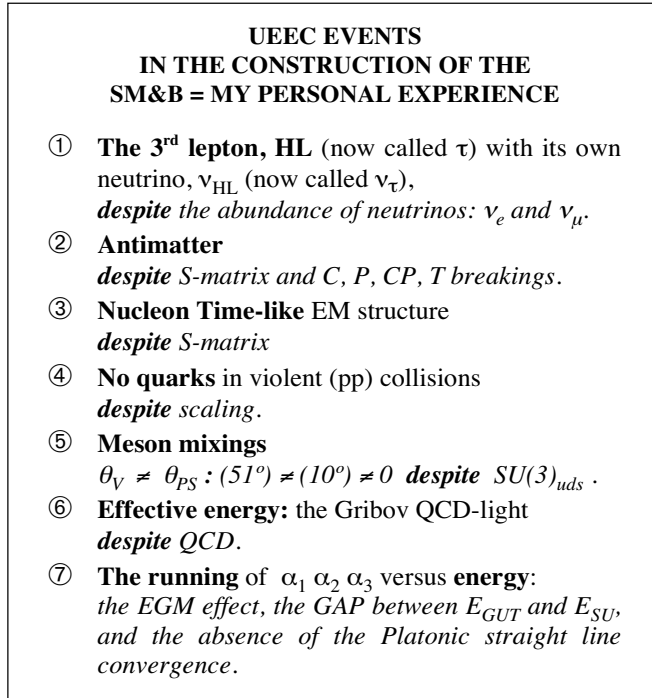 UEEC EVENTS
IN THE CONSTRUCTION OF THE
SM&B = MY PERSONAL EXPERIENCE
① The 3rd lepton, HL (now called τ) with its own
neutrino, νHL (now called ντ),
despite the abundance of neutrinos: νe and νμ.
② Antimatter
despite S-matrix and C, P, CP, T breakings.
③ Nucleon Time-like EM structure
despite S-matrix
④ No quarks in violent (pp) collisions
despite scaling.
⑤ Meson mixings
θV ≠ θPS : (51º) ≠ (10º) ≠ 0 despite SU(3)uds .
⑥ Effective energy: the Gribov QCD-light
despite QCD.
⑦ The running of α1 α2 α3 versus energy:
the EGM effect, the GAP between EGUT and ESU,
and the absence of the Platonic straight line
convergence.